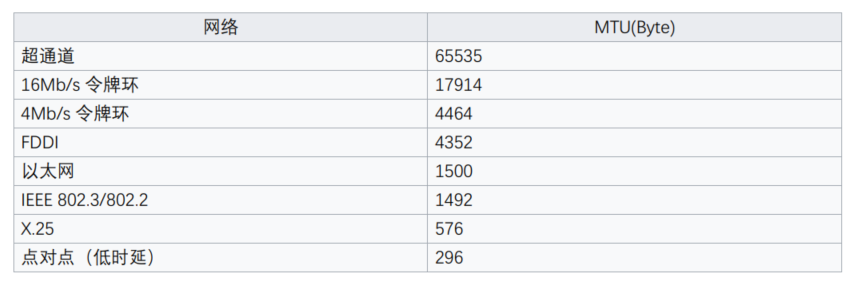 网络 MTU(Byte)
超通道 65535
16Mb/s 令牌环 17914
4Mb/s 令牌环 4464
FDDI 4352
以太网 1500
IEEE 802.3/802.2 1492
X.25 576
点对点（低时延） 296